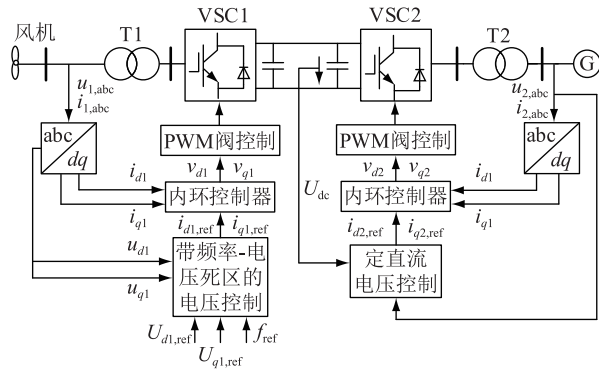 风机
T1
VSC1
VSC2
T2
G
u1,abc
i1,abc
u2,abc
i2,abc
abc
dq
PWM阀控制
PWM阀控制
abc
dq
vd1
vq1
vd2
vq2
Udc
id1
iq1
内环控制器
内环控制器
id1
iq1
id1,ref
iq1,ref
id2,ref
iq2,ref
ud1
uq1
带频率-电
压死区的
电压控制
定直流
电压控制
Ud1,ref
Uq1,ref
fref